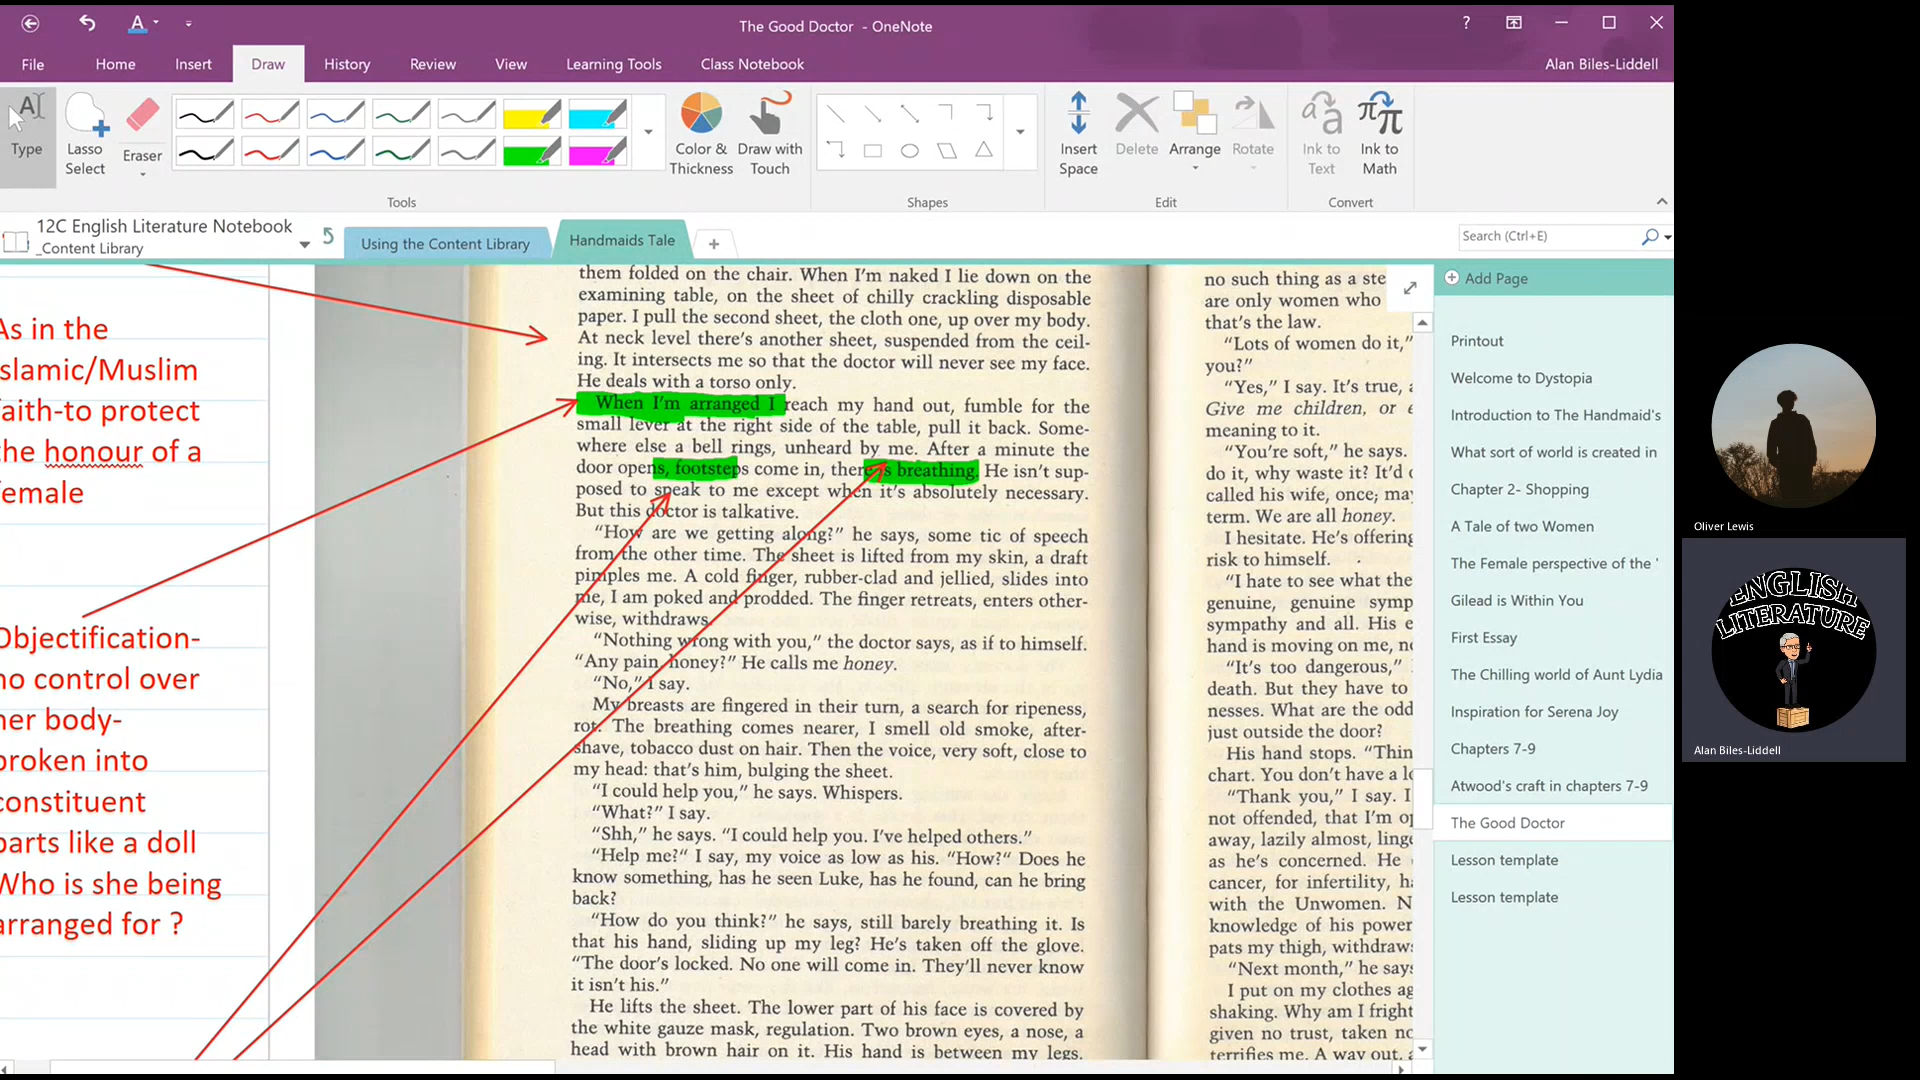 The Good Doctor - OneNote
?
File
Home
Insert
Draw
History
Review
View
Learning Tools
Class Notebook
Alan Biles-Liddell
Type
Lasso
Select
Eraser
Color &
Thickness
Draw with
Touch
Insert
Space
Delete
Arrange
Rotate
Ink to
Text
Ink to
Math
Tools
Shapes
Edit
Convert
12C English Literature Notebook
_Content Library
Using the Content Library
Handmaids Tale
+
Search (Ctrl+E)
As in the
Islamic/Muslim
faith-to protect
the honour of a
female
Objectification-
no control over
her body-
broken into
constituent
parts like a doll
Who is she being
arranged for ?
them folded on the chair. When I'm naked I lie down on the
examining table, on the sheet of chilly crackling disposable
paper. I pull the second sheet, the cloth one, up over my body.
At neck level there's another sheet, suspended from the ceil-
ing. It intersects me so that the doctor will never see my face.
He deals with a torso only.
When I'm arranged I reach my hand out, fumble for the
small lever at the right side of the table, pull it back. Some-
where else a bell rings, unheard by me. After a minute the
door opens, footsteps come in, there is breathing. He isn't sup-
posed to speak to me except when it's absolutely necessary.
But this doctor is talkative.
"How are we getting along?" he says, some tic of speech
from the other time. The sheet is lifted from my skin, a draft
pimples me. A cold finger, rubber-clad and jellied, slides into
me, I am poked and prodded. The finger retreats, enters other-
wise, withdraws.
"Nothing wrong with you," the doctor says, as if to himself.
"Any pain, honey?" He calls me honey.
"No," I say.
My breasts are fingered in their turn, a search for ripeness,
rot. The breathing comes nearer, I smell old smoke, after-
shave, tobacco dust on hair. Then the voice, very soft, close to
my head: that's him, bulging the sheet.
"I could help you," he says. Whispers.
"What?" I say.
"Shh," he says. "I could help you. I've helped others."
"Help me?" I say, my voice as low as his. "How?" Does he
know something, has he seen Luke, has he found, can he bring
back?
"How do you think?" he says, still barely breathing it. Is
that his hand, sliding up my leg? He's taken off the glove.
"The door's locked. No one will come in. They'll never know
it isn't his."
He lifts the sheet. The lower part of his face is covered by
the white gauze mask, regulation. Two brown eyes, a nose, a
head with brown hair on it. His hand is between my legs.
no such thing as a ste
are only women who
that's the law.
"Lots of women do it,"
you?"
"Yes," I say. It's true,
Give me children, or
meaning to it.
"You're soft," he says.
do it, why waste it? It'd
called his wife, once; ma
term. We are all honey.
I hesitate. He's offering
risk to himself.
"I hate to see what the
genuine, genuine symp
sympathy and all. His e
hand is moving on me, n
"It's too dangerous,"
death. But they have to
nesses. What are the odd
just outside the door?
His hand stops. "Thin
chart. You don't have a l
"Thank you," I say. I
not offended, that I'm o
away, lazily almost, ling
as he's concerned. He
cancer, for infertility, h
with the Unwomen. N
knowledge of his power
pats my thigh, withdraw
"Next month," he say
I put on my clothes ag
shaking. Why am I fright
given no trust, taken no
terrifies me. A way out,
Add Page
Printout
Welcome to Dystopia
Introduction to The Handmaid's
What sort of world is created in
Chapter 2- Shopping
A Tale of two Women
The Female perspective of the '
Gilead is Within You
First Essay
The Chilling world of Aunt Lydia
Inspiration for Serena Joy
Chapters 7-9
Atwood's craft in chapters 7-9
The Good Doctor
Lesson template
Lesson template
Oliver Lewis
ENGLISH
LITERATURE
Alan Biles-Liddell